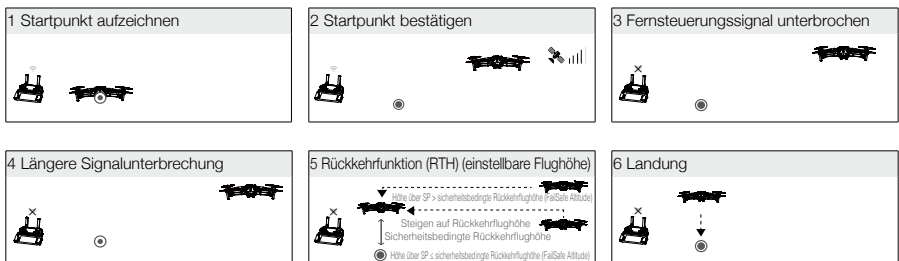 1 Startpunkt aufzeichnen
2 Startpunkt bestätigen
3 Fernsteuerungssignal unterbrochen
4 Längere Signalunterbrechung
5 Rückkehrfunktion (RTH) (einstellbare Flughöhe)
Höhe über SP > sicherheitsbedingte Rückkehrflughöhe (FailSafe Altitude)
Steigen auf Rückkehrflughöhe
Sicherheitsbedingte Rückkehrflughöhe
Höhe über SP ≤ sicherheitsbedingte Rückkehrflughöhe (FailSafe Altitude)
6 Landung